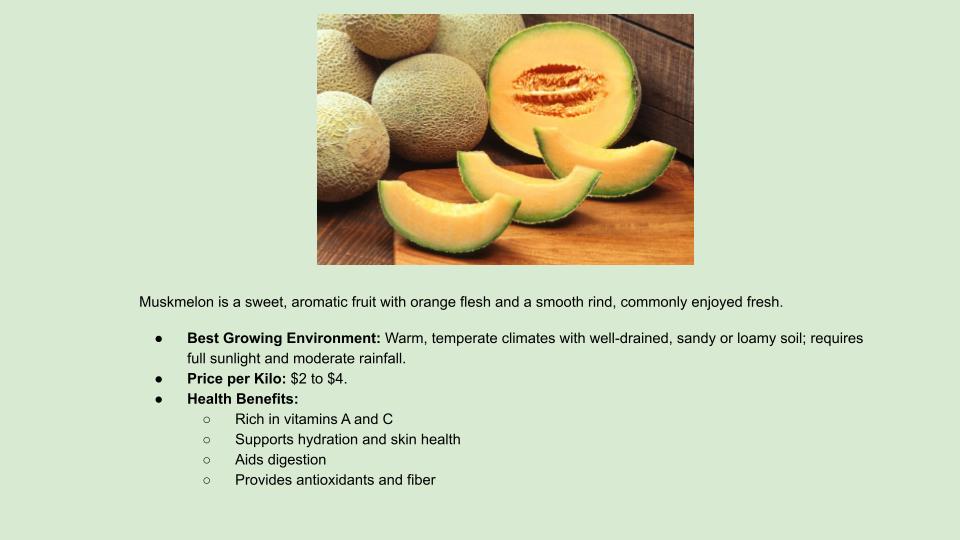 Muskmelon is a sweet, aromatic fruit with orange flesh and a smooth rind, commonly enjoyed fresh.
● Best Growing Environment: Warm, temperate climates with well-drained, sandy or loamy soil; requires
full sunlight and moderate rainfall.
● Price per Kilo: $2 to $4.
● Health Benefits:
○ Rich in vitamins A and C
○ Supports hydration and skin health
○ Aids digestion
○ Provides antioxidants and fiber